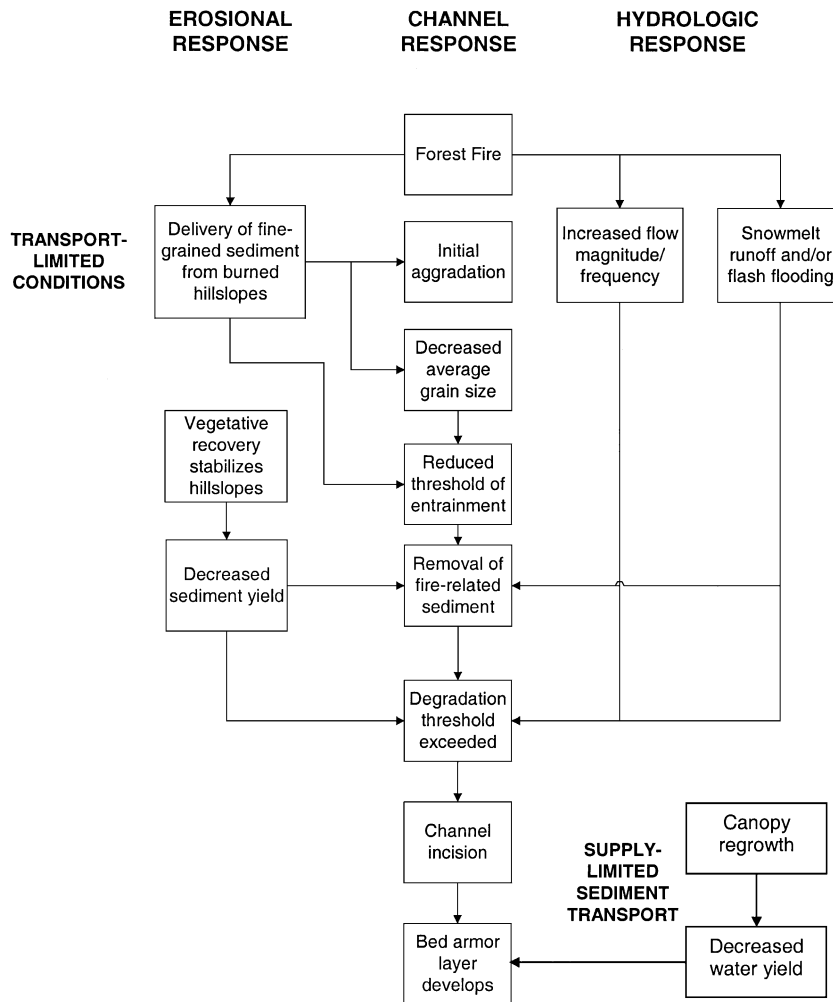 EROSIONAL
RESPONSE
CHANNEL
RESPONSE
HYDROLOGIC
RESPONSE
Forest Fire
TRANSPORT-
LIMITED
CONDITIONS
Delivery of fine-
grained sediment
from burned
hillslopes
Initial
aggradation
Increased flow
magnitude/
frequency
Snowmelt
runoff and/or
flash flooding
Decreased
average
grain size
Vegetative
recovery
stabilizes
hillslopes
Reduced
threshold of
entrainment
Decreased
sediment yield
Removal of
fire-related
sediment
Degradation
threshold
exceeded
Channel
incision
SUPPLY-
LIMITED
SEDIMENT
TRANSPORT
Canopy
regrowth
Bed armor
layer
develops
Decreased
water yield